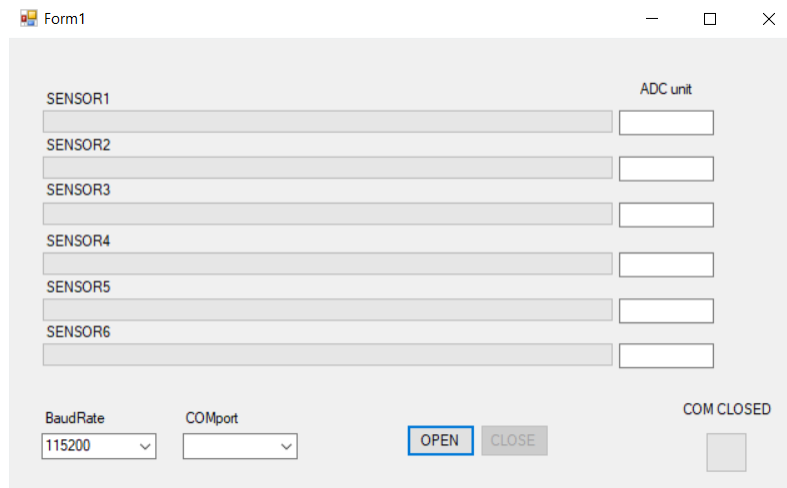 Form1
ADC unit
SENSOR1
SENSOR2
SENSOR3
SENSOR4
SENSOR5
SENSOR6
BaudRate COMport COM CLOSED
115200 OPEN CLOSE